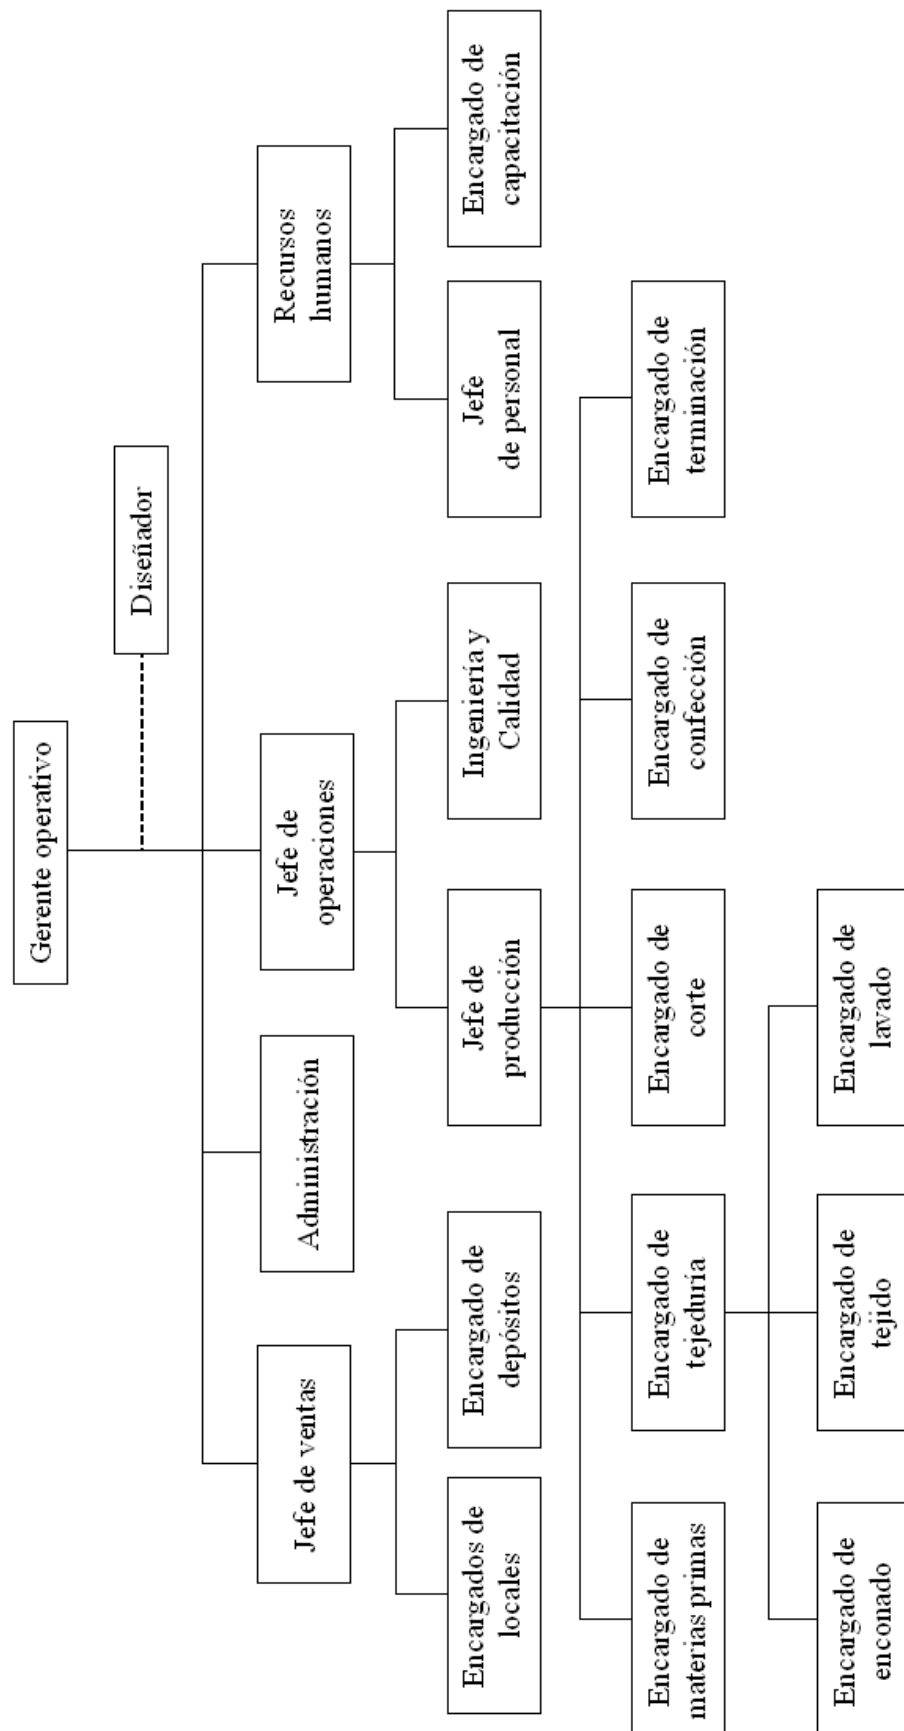 Gerente operativo
Diseñador
Jefe de ventas
Administración
Jefe de
operaciones
Recursos
humanos
Encargados de
locales
Encargado de
depósitos
Jefe de
producción
Ingeniería y
Calidad
Jefe
de personal
Encargado de
capacitación
Encargado de
materias primas
Encargado de
tejeduría
Encargado de
corte
Encargado de
confección
Encargado de
terminación
Encargado de
enconado
Encargado de
tejido
Encargado de
lavado